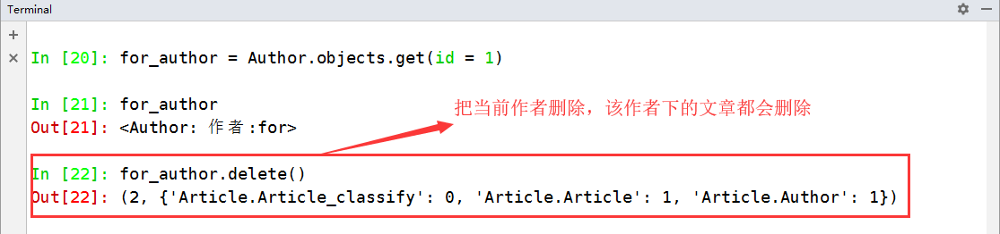 Terminal
In [20]: for_author = Author.objects.get(id = 1)
In [21]: for_author
Out[21]: <Author: 作者:for>
把当前作者删除，该作者下的文章都会删除
In [22]: for_author.delete()
Out[22]: (2, {'Article.Article_classify': 0, 'Article.Article': 1, 'Article.Author': 1})